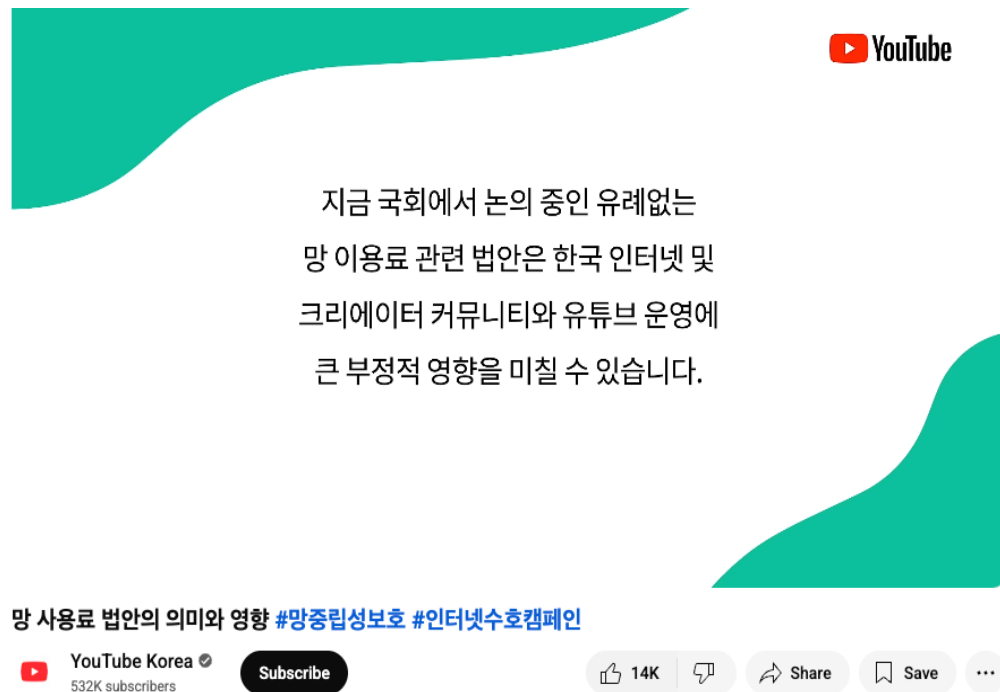 YouTube
지금 국회에서 논의 중인 유례없는
망 이용료 관련 법안은 한국 인터넷 및
크리에이터 커뮤니티와 유튜브 운영에
큰 부정적 영향을 미칠 수 있습니다.
망 사용료 법안의 의미와 영향 #망중립성보호 #인터넷수호캠페인
YouTube Korea
532K subscribers
Subscribe
14K
Share
Save